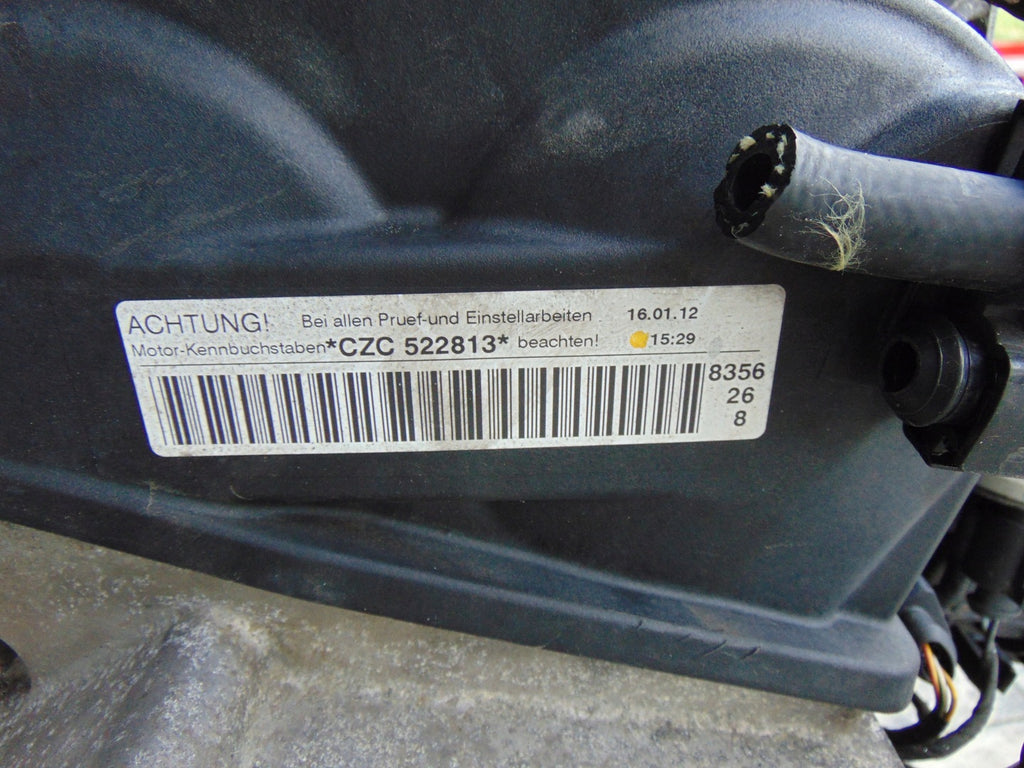 ACHTUNG! Bei allen Pruef-und Einstellarbeiten 16.01.12
Motor-Kennbuchstaben *CZC 522813* beachten! 15:29
8356
26
8